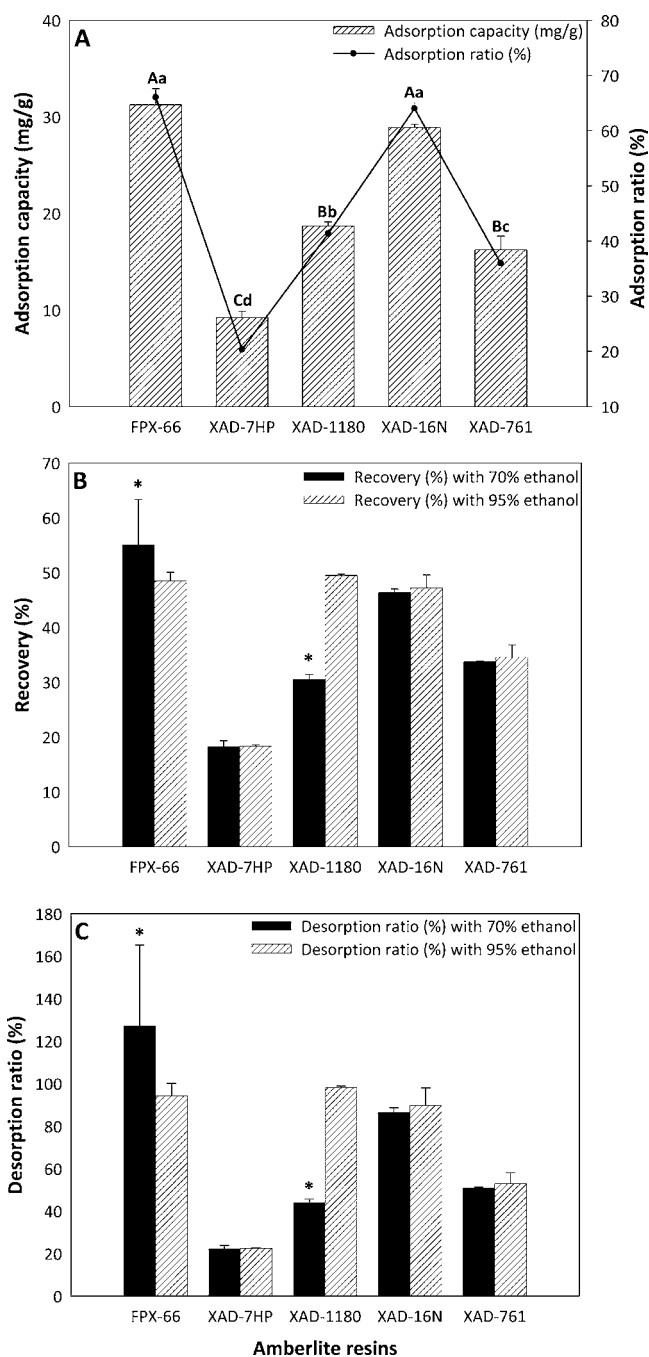 A
Adsorption capacity (mg/g)
Adsorption ratio (%)
Adsorption capacity (mg/g)
Adsorption ratio (%)
40
30
20
10
0
80
70
60
50
40
30
20
10
Aa
Cd
Bb
Aa
Bc
FPX-66 XAD-7HP XAD-1180 XAD-16N XAD-761
B
Recovery (%) with 70% ethanol
Recovery (%) with 95% ethanol
Recovery (%)
70
60
50
40
30
20
10
0
*
*
FPX-66 XAD-7HP XAD-1180 XAD-16N XAD-761
C
Desorption ratio (%) with 70% ethanol
Desorption ratio (%) with 95% ethanol
Desorption ratio (%)
180
160
140
120
100
80
60
40
20
0
*
*
FPX-66 XAD-7HP XAD-1180 XAD-16N XAD-761
Amberlite resins